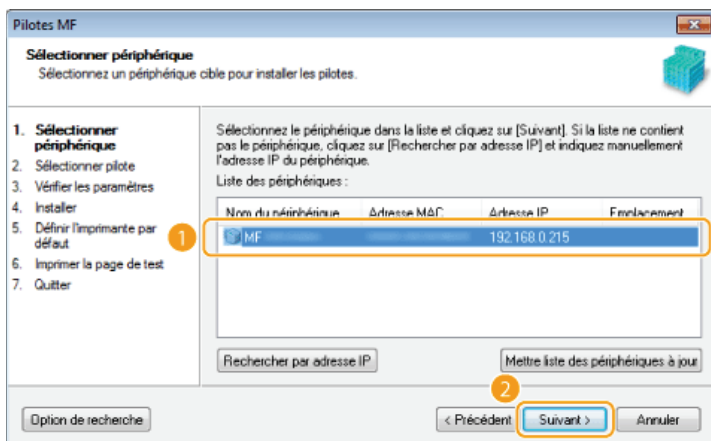 Pilotes MF
Sélectionner périphérique
Sélectionnez un périphérique cible pour installer les pilotes.
1. Sélectionner
périphérique
2. Sélectionner pilote
3. Vérifier les paramètres
4. Installer
5. Définir l'imprimante par
défaut
6. Imprimer la page de test
7. Quitter
Sélectionnez le périphérique dans la liste et cliquez sur [Suivant]. Si la liste ne contient
pas le périphérique, cliquez sur [Rechercher par adresse IP] et indiquez manuellement
l'adresse IP du périphérique.
Liste des périphériques :
Nom du périphérique Adresse MAC Adresse IP Emplacement
1
MF 192.168.0.215
Rechercher par adresse IP Mettre liste des périphériques à jour
2
Option de recherche < Précédent Suivant > Annuler